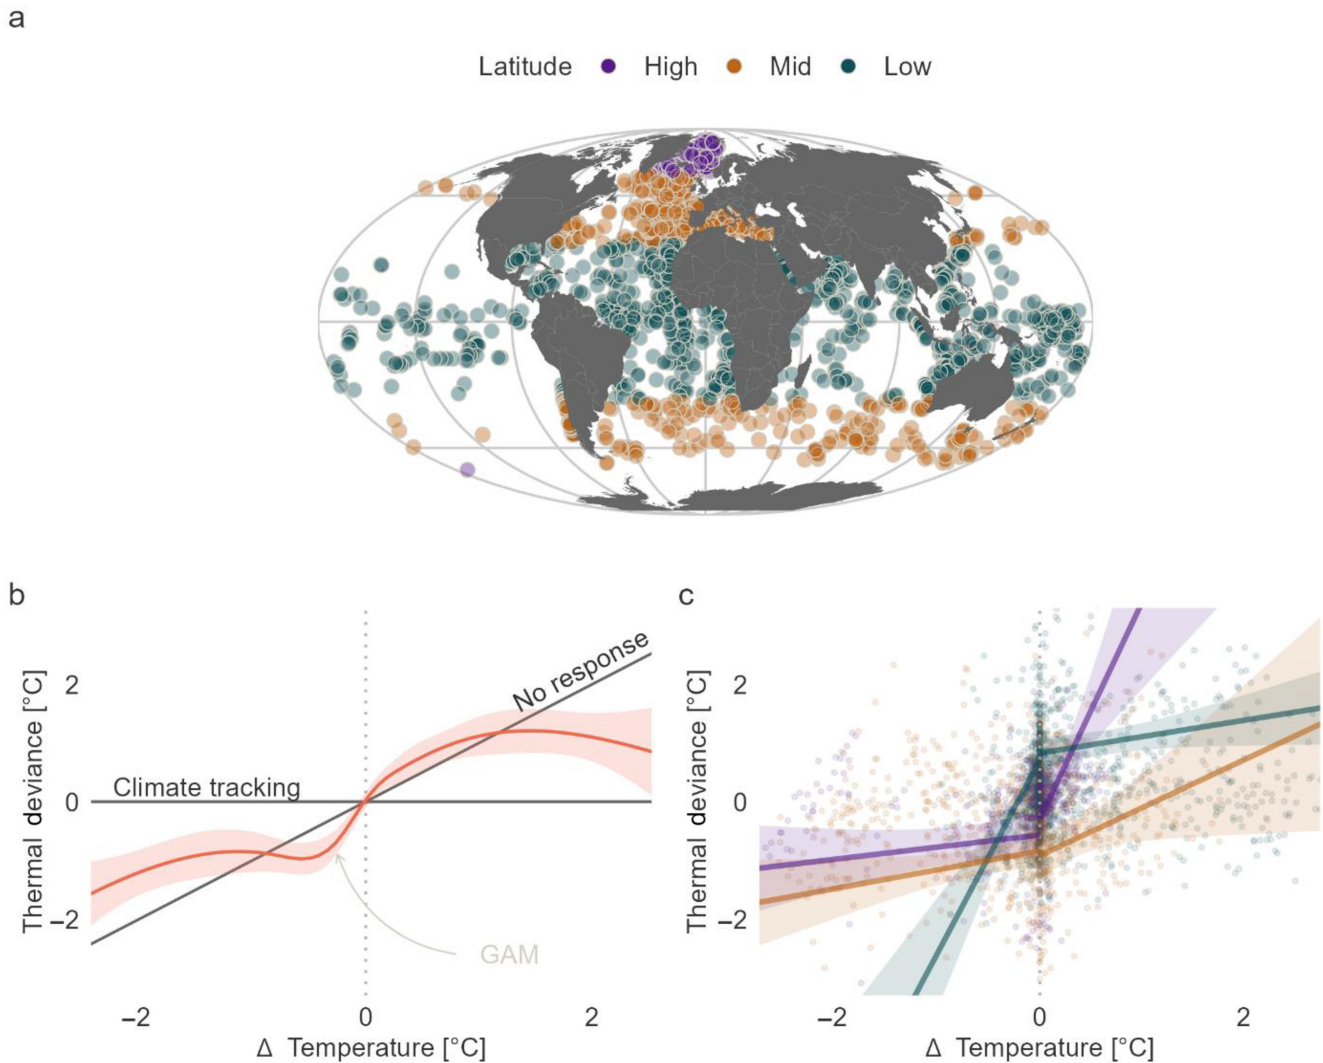 a
Latitude High Mid Low
b
c
Thermal deviance [°C]
2
0
−2
Climate tracking
No response
GAM
−2 0 2
Δ Temperature [°C]
Thermal deviance [°C]
2
0
−2
−2 0 2
Δ Temperature [°C]